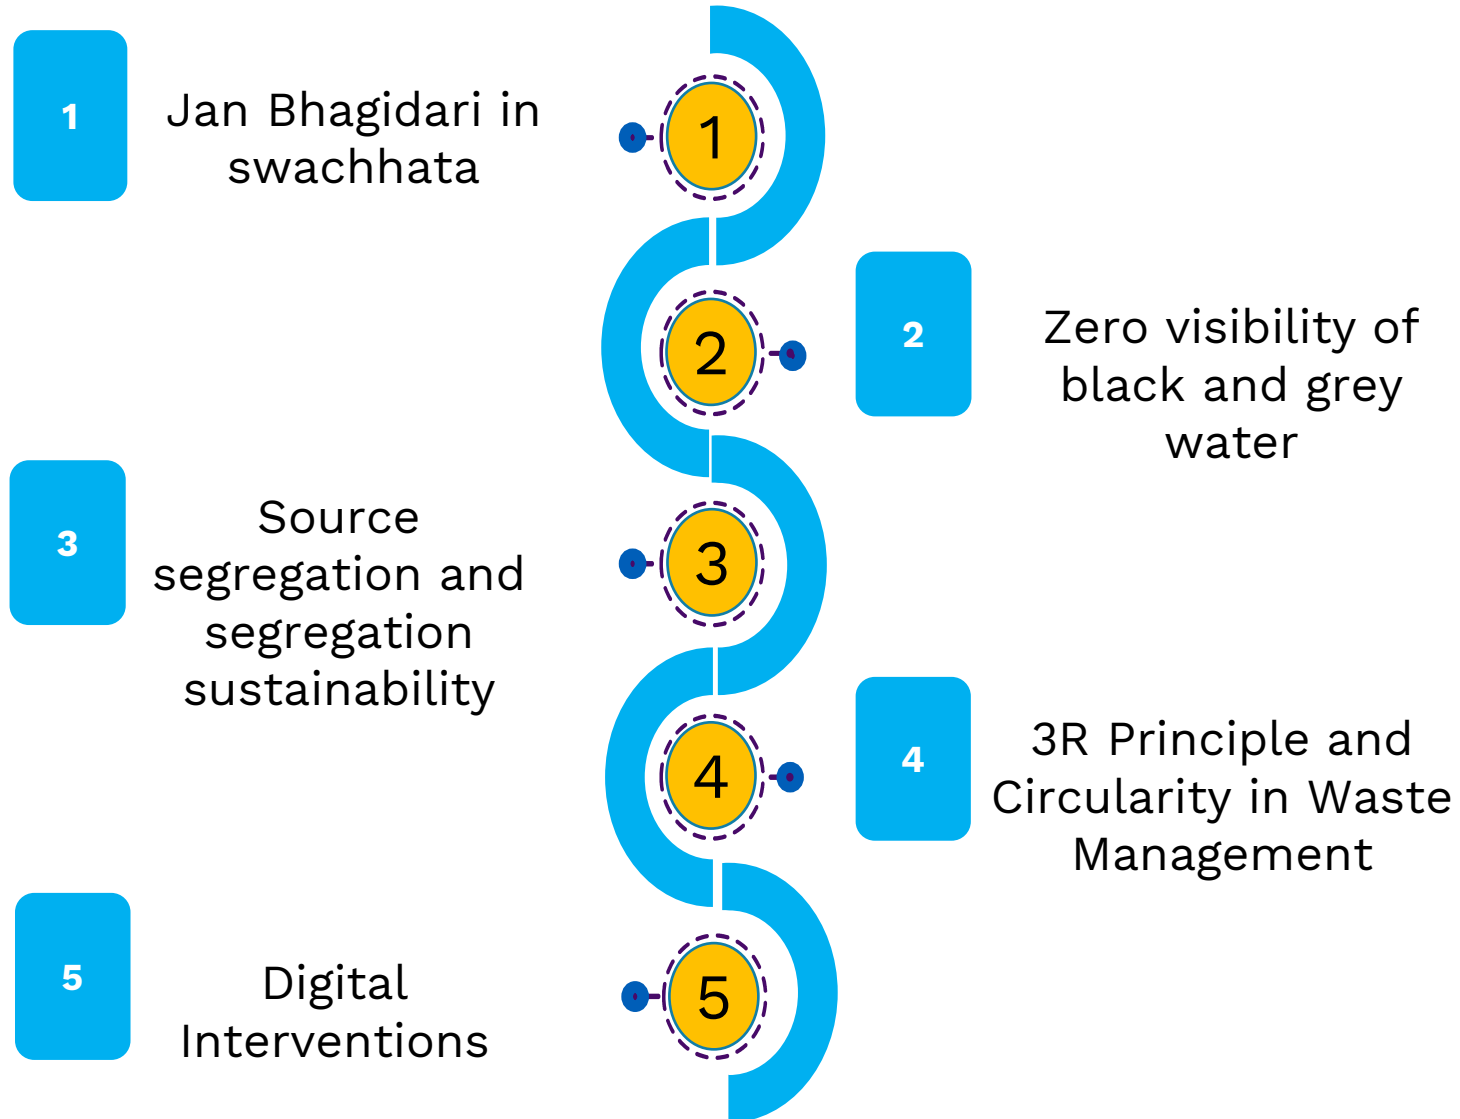 1
Jan Bhagidari in
swachhata
1
2
2
Zero visibility of
black and grey
water
3
Source
segregation and
segregation
sustainability
3
4
4
3R Principle and
Circularity in Waste
Management
5
Digital
Interventions
5